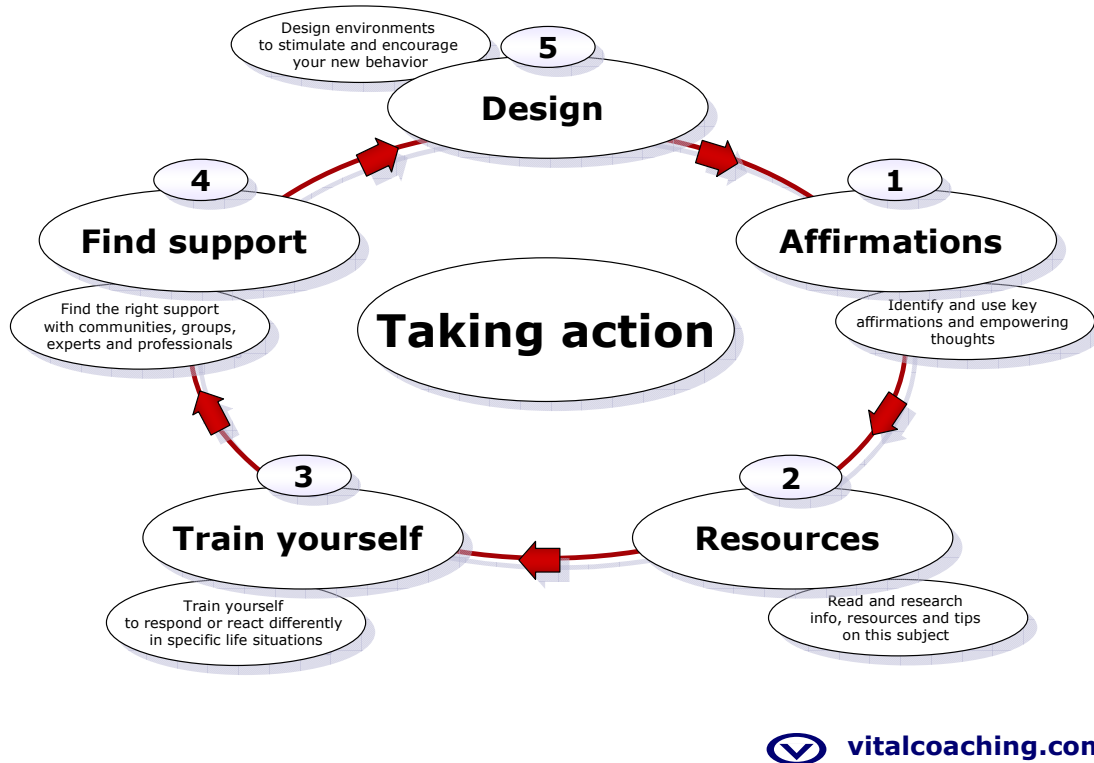 Taking action
1
Affirmations
Identify and use key
affirmations and empowering
thoughts
2
Resources
Read and research
info, resources and tips
on this subject
3
Train yourself
Train yourself
to respond or react differently
in specific life situations
4
Find support
Find the right support
with communities, groups,
experts and professionals
5
Design
Design environments
to stimulate and encourage
your new behavior
vitalcoaching.com